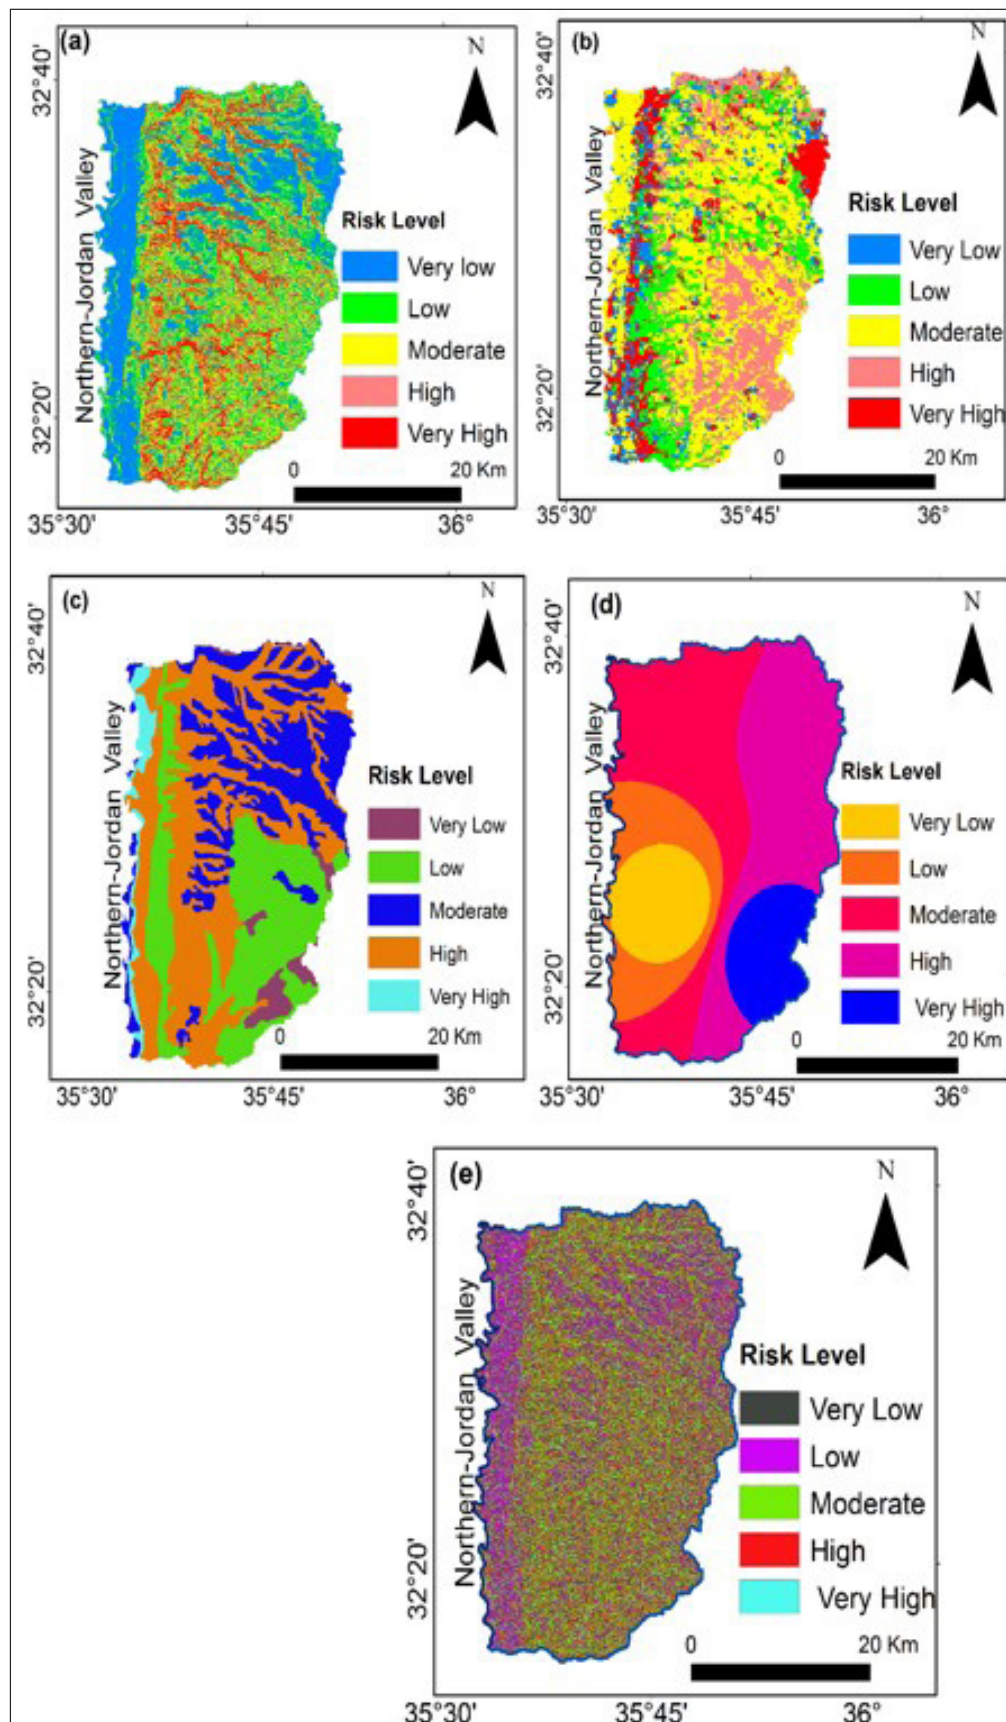 (a)
N
32°40'
Northern-Jordan Valley
Risk Level
Very low
Low
Moderate
High
Very High
32°20'
0
20 Km
35°30'
35°45'
36°
(b)
N
32°40'
Northern-Jordan Valley
Risk Level
Very Low
Low
Moderate
High
Very High
32°20'
0
20 Km
35°30'
35°45'
36°
(c)
N
32°40'
Northern-Jordan Valley
Risk Level
Very Low
Low
Moderate
High
Very High
32°20'
0
20 Km
35°30'
35°45'
36°
(d)
N
32°40'
Northern-Jordan Valley
Risk Level
Very Low
Low
Moderate
High
Very High
32°20'
0
20 Km
35°30'
35°45'
36°
(e)
N
32°40'
Northern-Jordan Valley
Risk Level
Very Low
Low
Moderate
High
Very High
32°20'
0
20 Km
35°30'
35°45'
36°